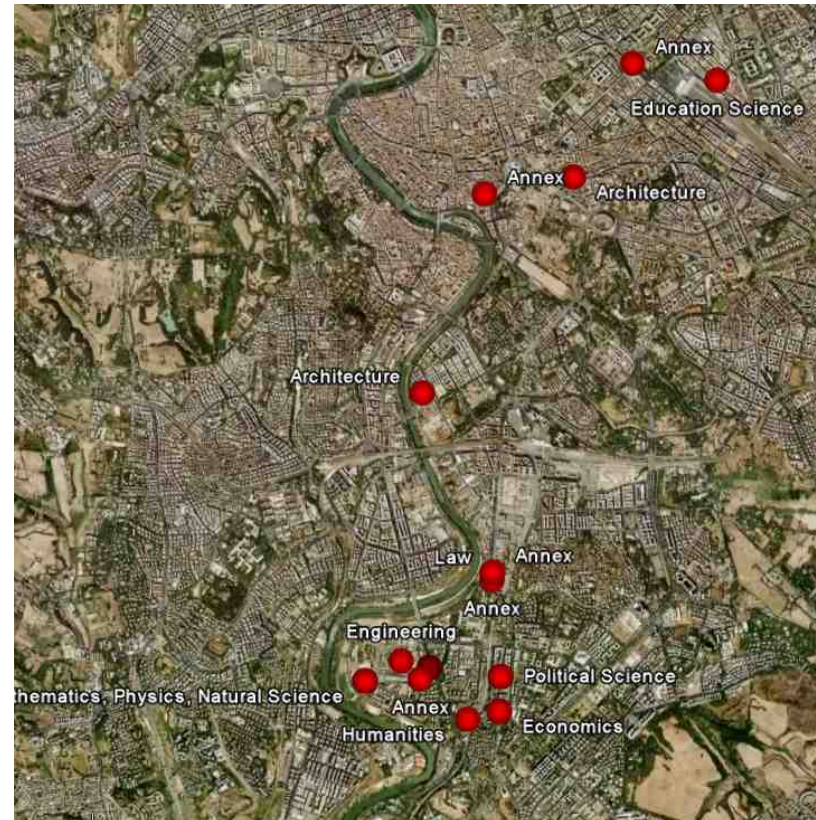 Annex
Education Science
Annex
Architecture
Architecture
Law
Annex
Annex
Engineering
Political Science
thematics, Physics, Natural Science
Annex
Humanities
Economics